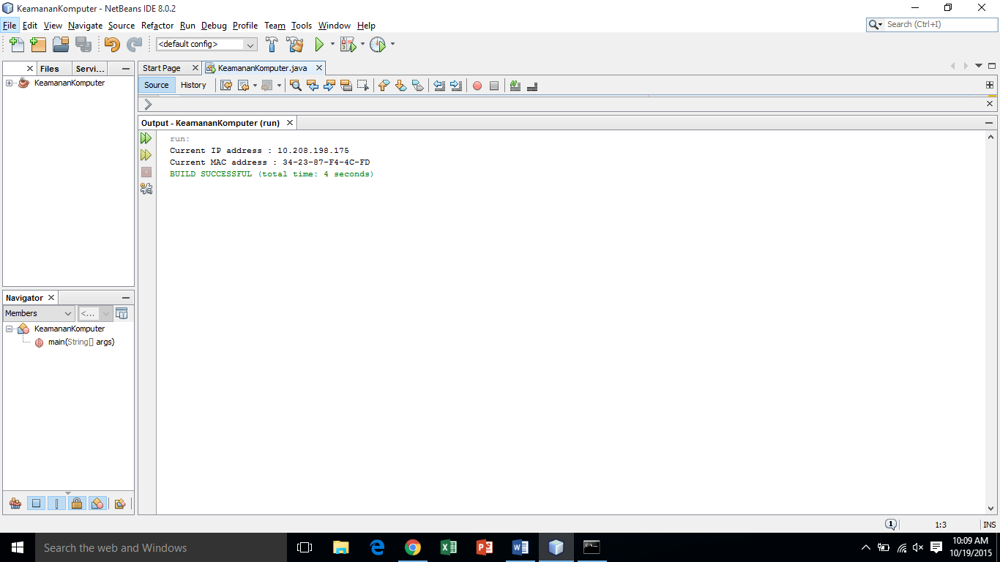 KeamananKomputer - NetBeans IDE 8.0.2
File Edit View Navigate Source Refactor Run Debug Profile Team Tools Window Help
Search (Ctrl+I)
<default config>
Files Servi...
Start Page KeamananKomputer.java
KeamananKomputer
Source History
Output - KeamananKomputer (run)
run:
Current IP address : 10.208.198.175
Current MAC address : 34-23-87-F4-4C-FD
BUILD SUCCESSFUL (total time: 4 seconds)
Navigator
Members <...
KeamananKomputer
main(String[] args)
1 1:3 INS
Search the web and Windows
10:09 AM
10/19/2015